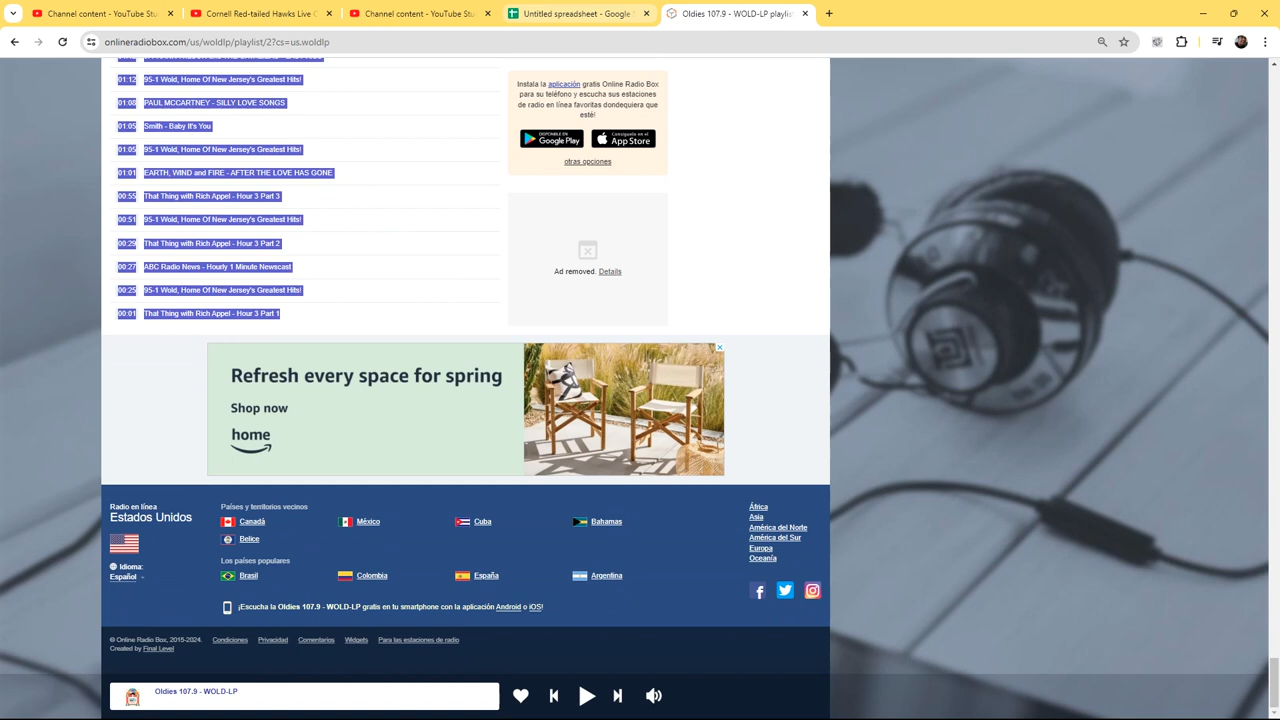 Channel content - YouTube Stu
Cornell Red-tailed Hawks Live C
Channel content - YouTube Stu
Untitled spreadsheet - Google
Oldies 107.9 - WOLD-LP playlist
onlineradiobox.com/us/woldlp/playlist/2?cs=us.woldlp
01:12 95-1 Wold, Home Of New Jersey's Greatest Hits!
01:08 PAUL MCCARTNEY - SILLY LOVE SONGS
01:05 Smith - Baby It's You
01:05 95-1 Wold, Home Of New Jersey's Greatest Hits!
01:01 EARTH, WIND and FIRE - AFTER THE LOVE HAS GONE
00:55 That Thing with Rich Appel - Hour 3 Part 3
00:51 95-1 Wold, Home Of New Jersey's Greatest Hits!
00:29 That Thing with Rich Appel - Hour 3 Part 2
00:27 ABC Radio News - Hourly 1 Minute Newscast
00:25 95-1 Wold, Home Of New Jersey's Greatest Hits!
00:01 That Thing with Rich Appel - Hour 3 Part 1
Instala la aplicación gratis Online Radio Box
para su teléfono y escucha sus estaciones
de radio en línea favoritas dondequiera que
esté!
DISPONIBLE EN
Google Play
Consíguelo en el
App Store
otras opciones
Ad removed. Details
Refresh every space for spring
Shop now
home
Radio en línea
Estados Unidos
Idioma:
Español
Países y territorios vecinos
Canadá
México
Cuba
Bahamas
Belice
Los países populares
Brasil
Colombia
España
Argentina
¡Escucha la Oldies 107.9 - WOLD-LP gratis en tu smartphone con la aplicación Android o iOS!
África
Asia
América del Norte
América del Sur
Europa
Oceanía
© Online Radio Box, 2015-2024.
Created by Final Level
Condiciones
Privacidad
Comentarios
Widgets
Para las estaciones de radio
Oldies 107.9 - WOLD-LP